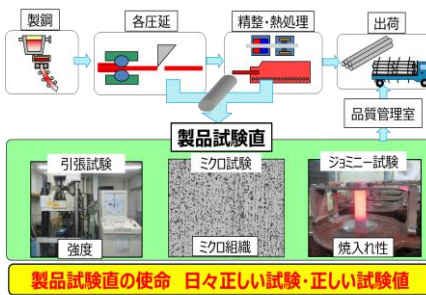 製鋼
各圧延
精整・熱処理
出荷
品質管理室
製品試験直
引張試験
ミクロ試験
ジョミニー試験
強度
ミクロ組織
焼入れ性
製品試験直の使命 日々正しい試験・正しい試験値